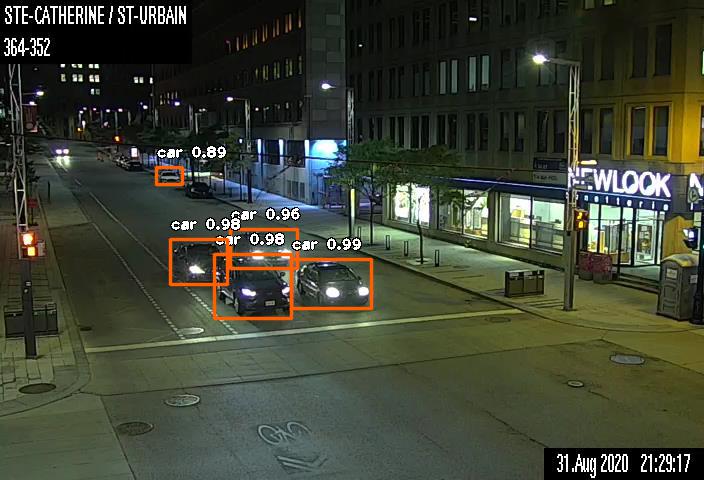 STE-CATHERINE / ST-URBAIN
364-352
car 0.89
car 0.96
car 0.98
car 0.98
car 0.99
NEWLOOK
N
31.Aug 2020 21:29:17